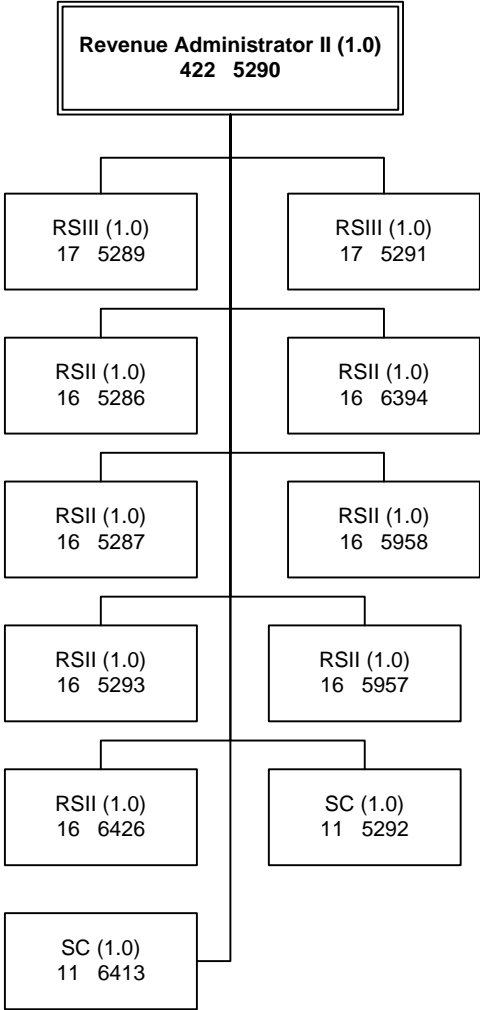 Revenue Administrator II (1.0)
422 5290
RSIII (1.0)
17 5289
RSIII (1.0)
17 5291
RSII (1.0)
16 5286
RSII (1.0)
16 6394
RSII (1.0)
16 5287
RSII (1.0)
16 5958
RSII (1.0)
16 5293
RSII (1.0)
16 5957
RSII (1.0)
16 6426
SC (1.0)
11 5292
SC (1.0)
11 6413